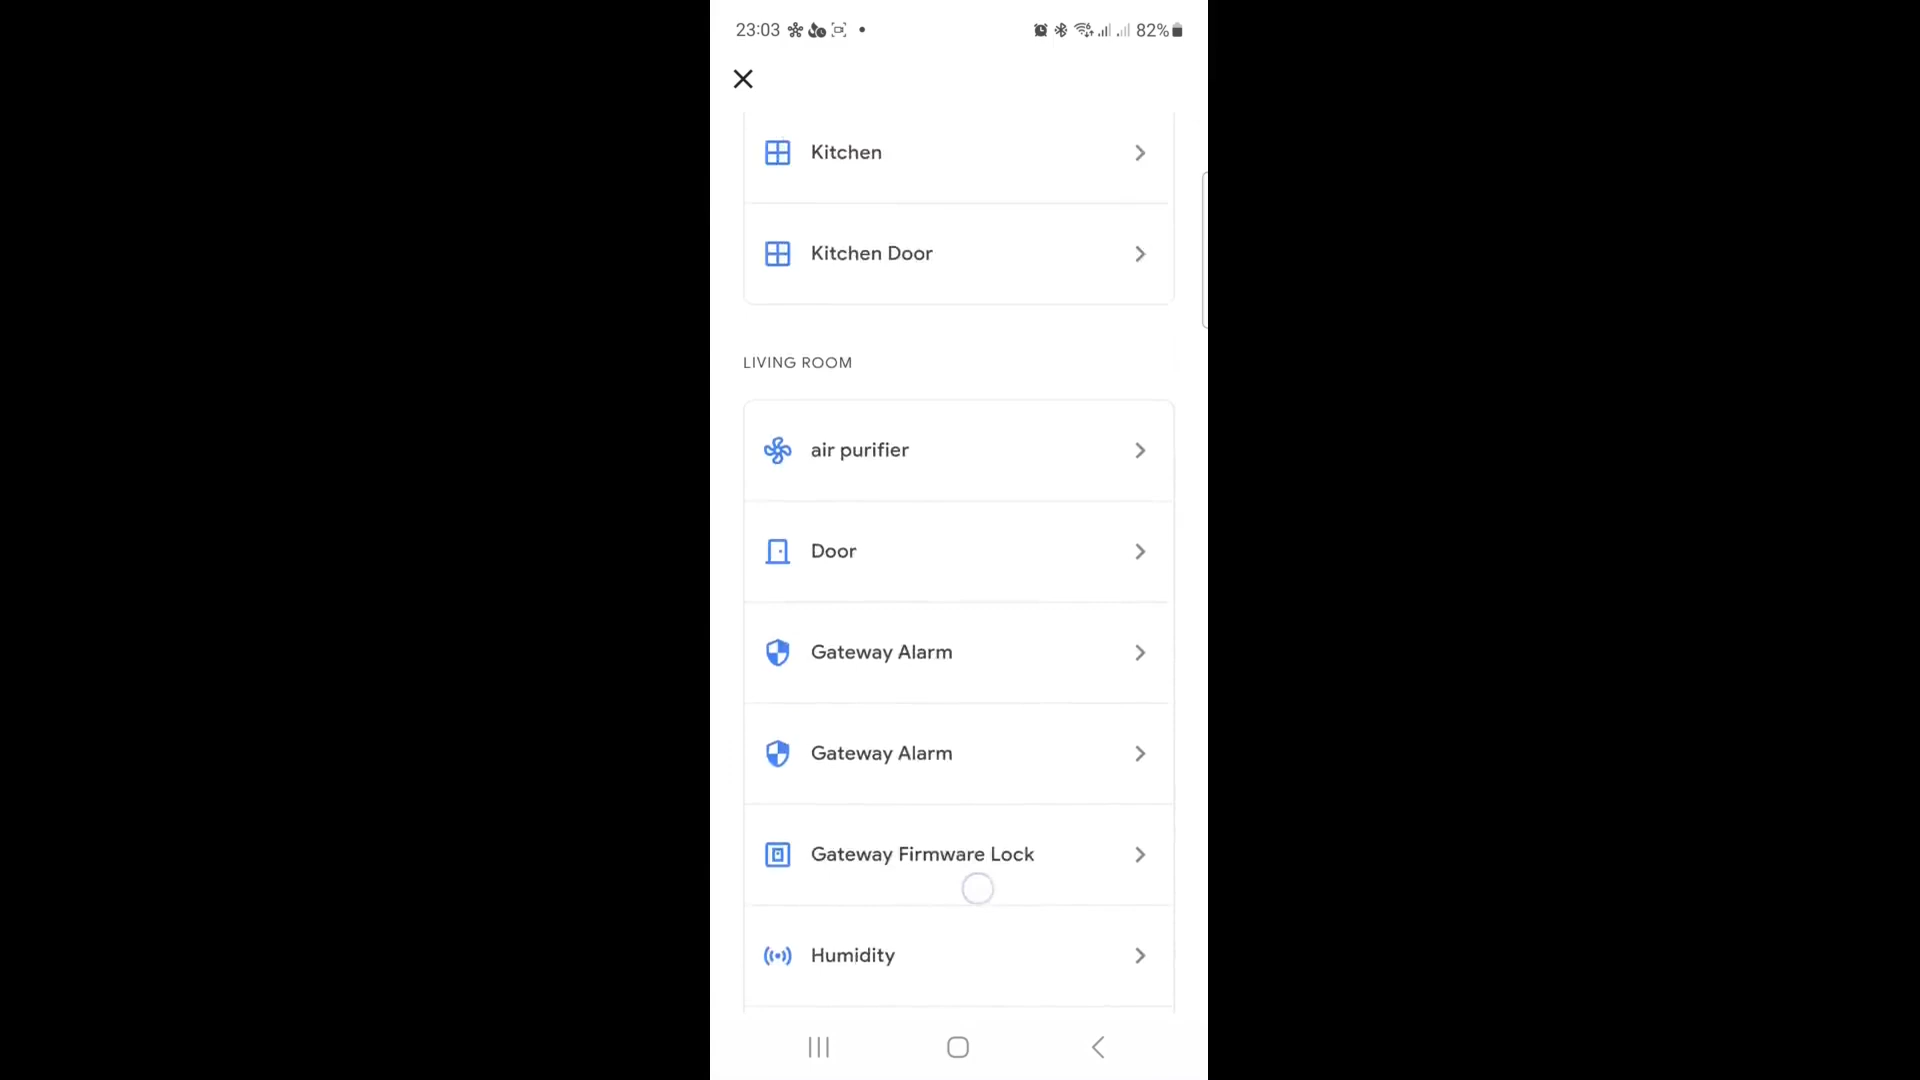 23:03 82%
Kitchen
Kitchen Door
LIVING ROOM
air purifier
Door
Gateway Alarm
Gateway Alarm
Gateway Firmware Lock
Humidity